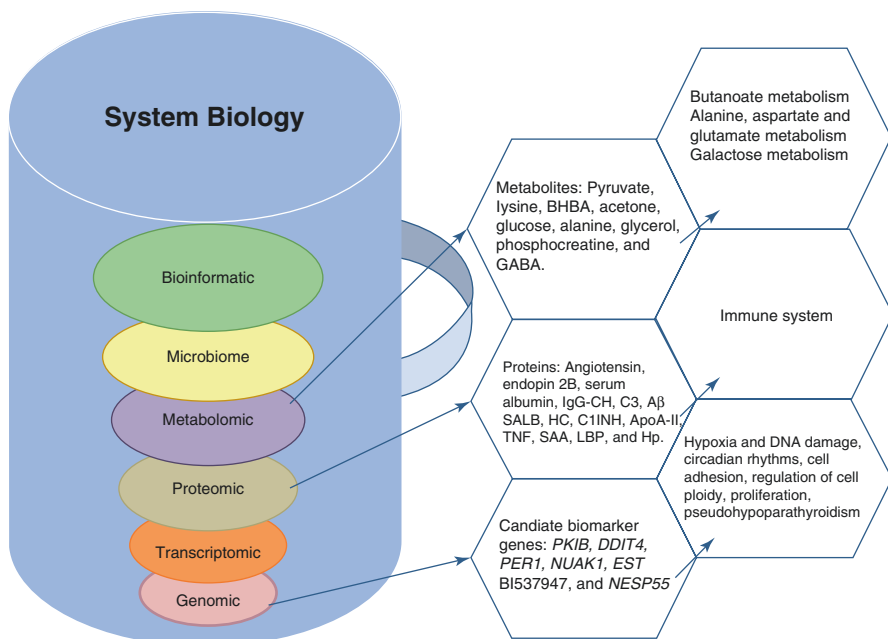 System Biology
Bioinformatic
Microbiome
Metabolomic
Proteomic
Transcriptomic
Genomic
Metabolites: Pyruvate,
lysine, BHBA, acetone,
glucose, alanine, glycerol,
phosphocreatine, and
GABA.
Butanoate metabolism
Alanine, aspartate and
glutamate metabolism
Galactose metabolism
Proteins: Angiotensin,
endopin 2B, serum
albumin, IgG-CH, C3, Aβ
SALB, HC, C1INH, ApoA-II,
TNF, SAA, LBP, and Hp.
Immune system
Candiate biomarker
genes: PKIB, DDIT4,
PER1, NUAK1, EST
BI537947, and NESP55
Hypoxia and DNA damage,
circadian rhythms, cell
adhesion, regulation of cell
ploidy, proliferation,
pseudohypoparathyroidism